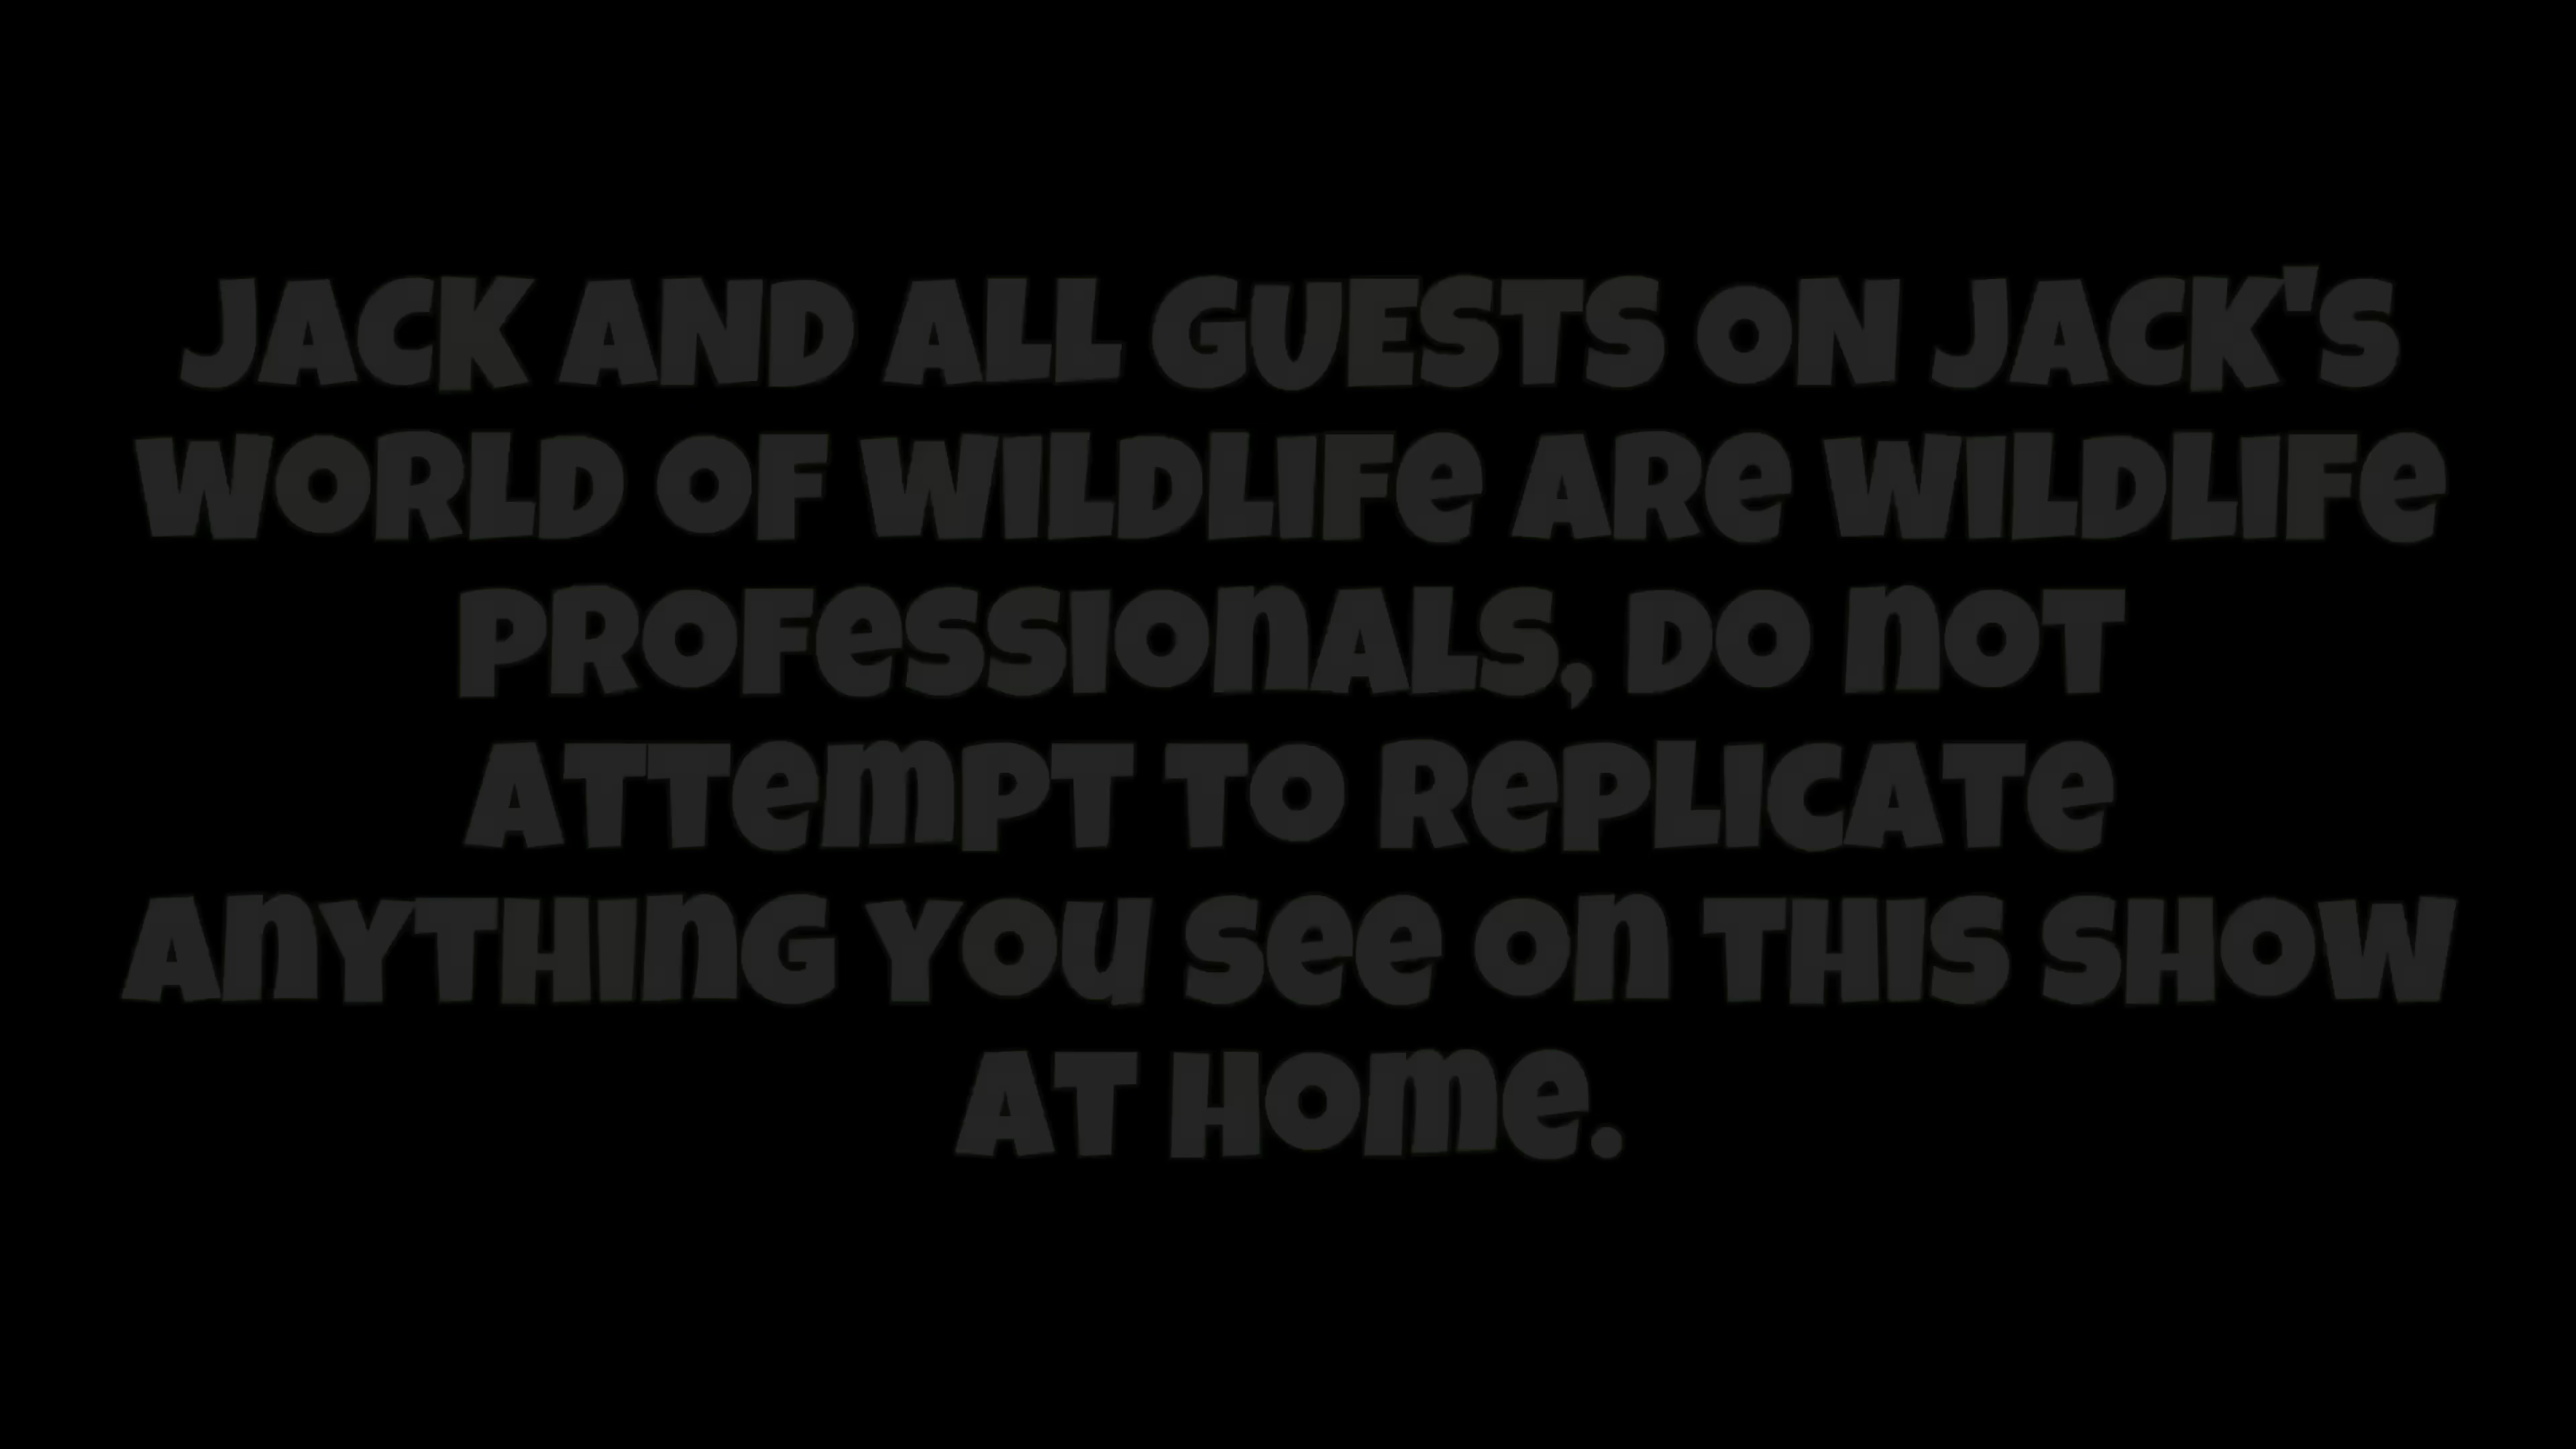 JACK AND ALL GUESTS ON JACK'S
WORLD OF WILDLIFe ARe WILDLIFe
PROFeSSIOnALS, DO nOT
ATTemPT TO RePLICATe
AnYTHInG YOu See On THIS SHOW
AT HOme.